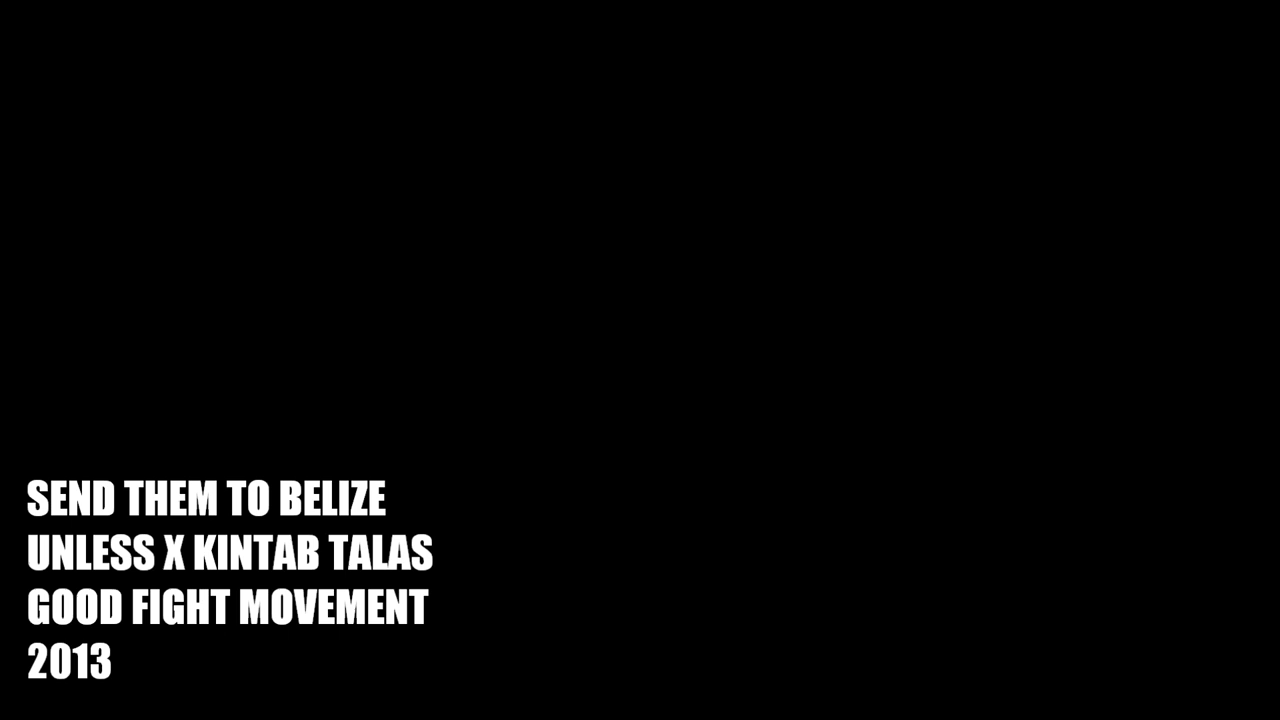 SEND THEM TO BELIZE
UNLESS X KINTAB TALAS
GOOD FIGHT MOVEMENT
2013